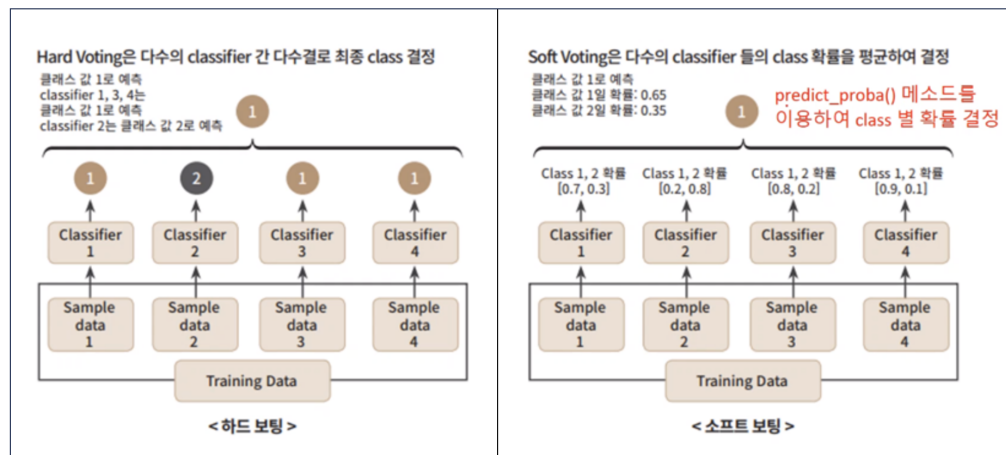 Hard Voting은 다수의 classifier 간 다수결로 최종 class 결정
클래스 값 1로 예측
classifier 1, 3, 4는
클래스 값 1로 예측
classifier 2는 클래스 값 2로 예측
1
1
2
1
1
Classifier
1
Classifier
2
Classifier
3
Classifier
4
Sample
data
1
Sample
data
2
Sample
data
3
Sample
data
4
Training Data
< 하드 보팅 >
Soft Voting은 다수의 classifier 들의 class 확률을 평균하여 결정
클래스 값 1로 예측
클래스 값 1일 확률: 0.65
클래스 값 2일 확률: 0.35
1
predict_proba() 메소드를
이용하여 class 별 확률 결정
Class 1, 2 확률
[0.7, 0.3]
Class 1, 2 확률
[0.2, 0.8]
Class 1, 2 확률
[0.8, 0.2]
Class 1, 2 확률
[0.9, 0.1]
Classifier
1
Classifier
2
Classifier
3
Classifier
4
Sample
data
1
Sample
data
2
Sample
data
3
Sample
data
4
Training Data
< 소프트 보팅 >